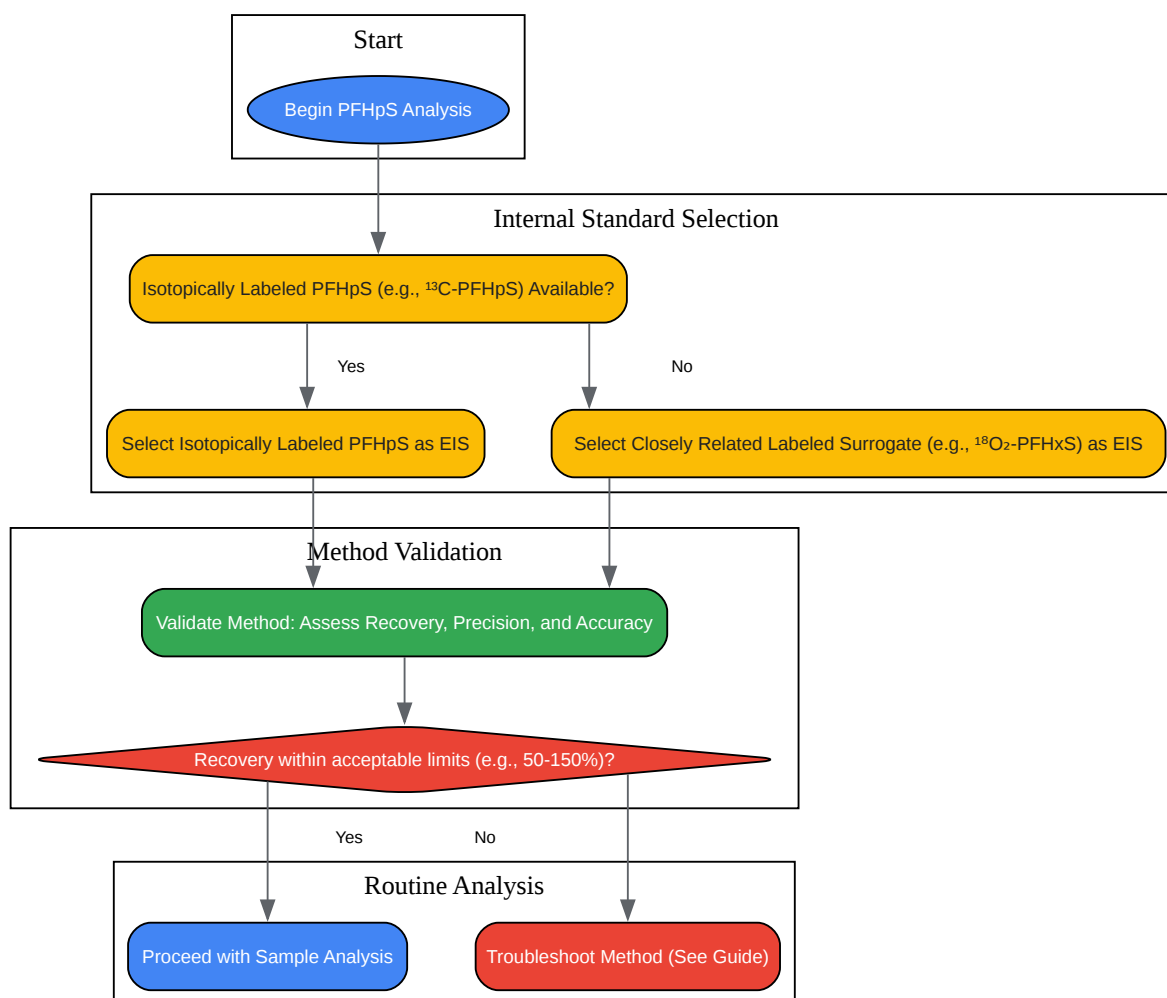 Start
Begin PFHpS Analysis
Internal Standard Selection
Isotopically Labeled PFHpS (e.g., ¹³C-PFHpS) Available?
Yes
No
Select Isotopically Labeled PFHpS as EIS
Select Closely Related Labeled Surrogate (e.g., ¹⁸O₂-PFHxS) as EIS
Method Validation
Validate Method: Assess Recovery, Precision, and Accuracy
Recovery within acceptable limits (e.g., 50-150%)?
Yes
No
Routine Analysis
Proceed with Sample Analysis
Troubleshoot Method (See Guide)